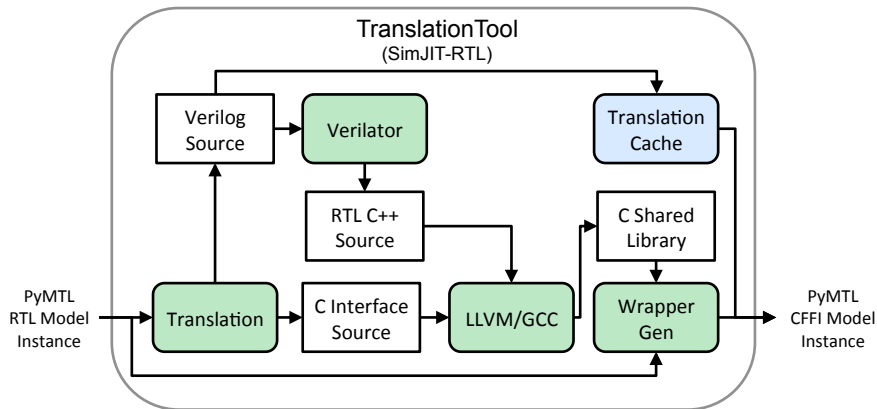 TranslationTool
(SimJIT-RTL)
Verilog
Source
Verilator
Translation
Cache
RTL C++
Source
C Shared
Library
PyMTL
RTL Model
Instance
Translation
C Interface
Source
LLVM/GCC
Wrapper
Gen
PyMTL
CFFI Model
Instance